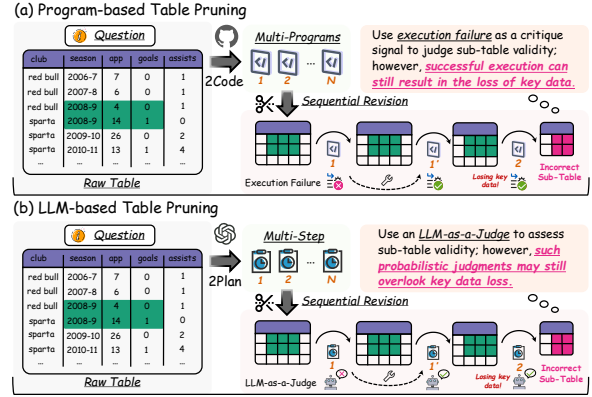 (a) Program-based Table Pruning
Question
club season app goals assists
red bull 2006-7 7 0 1
red bull 2007-8 6 0 1
red bull 2008-9 4 0 1
sparta 2008-9 14 1 0
sparta 2009-10 26 0 2
sparta 2010-11 13 1 4
... ... ... ... ...
Raw Table
2Code
Multi-Programs
...
1 2 N
Sequential Revision
Use execution failure as a critique
signal to judge sub-table validity;
however, successful execution can
still result in the loss of key data.
1 1' 2
Execution Failure
Losing key
data!
Incorrect
Sub-Table
(b) LLM-based Table Pruning
Question
club season app goals assists
red bull 2006-7 7 0 1
red bull 2007-8 6 0 1
red bull 2008-9 4 0 1
sparta 2008-9 14 1 0
sparta 2009-10 26 0 2
sparta 2010-11 13 1 4
... ... ... ... ...
Raw Table
2Plan
Multi-Step
...
1 2 N
Sequential Revision
Use an LLM-as-a-Judge to assess
sub-table validity; however, such
probabilistic judgments may still
overlook key data loss.
1 1' 2
LLM-as-a-Judge
Losing key
data!
Incorrect
Sub-Table